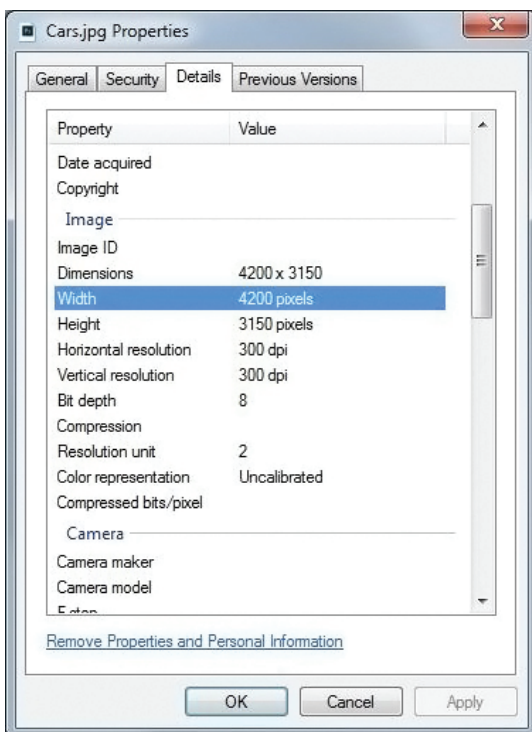 Cars.jpg Properties
General Security Details Previous Versions
Property Value
Date acquired
Copyright
Image
Image ID
Dimensions 4200 x 3150
Width 4200 pixels
Height 3150 pixels
Horizontal resolution 300 dpi
Vertical resolution 300 dpi
Bit depth 8
Compression
Resolution unit 2
Color representation Uncalibrated
Compressed bits/pixel
Camera
Camera maker
Camera model
F-stop
Remove Properties and Personal Information
OK Cancel Apply